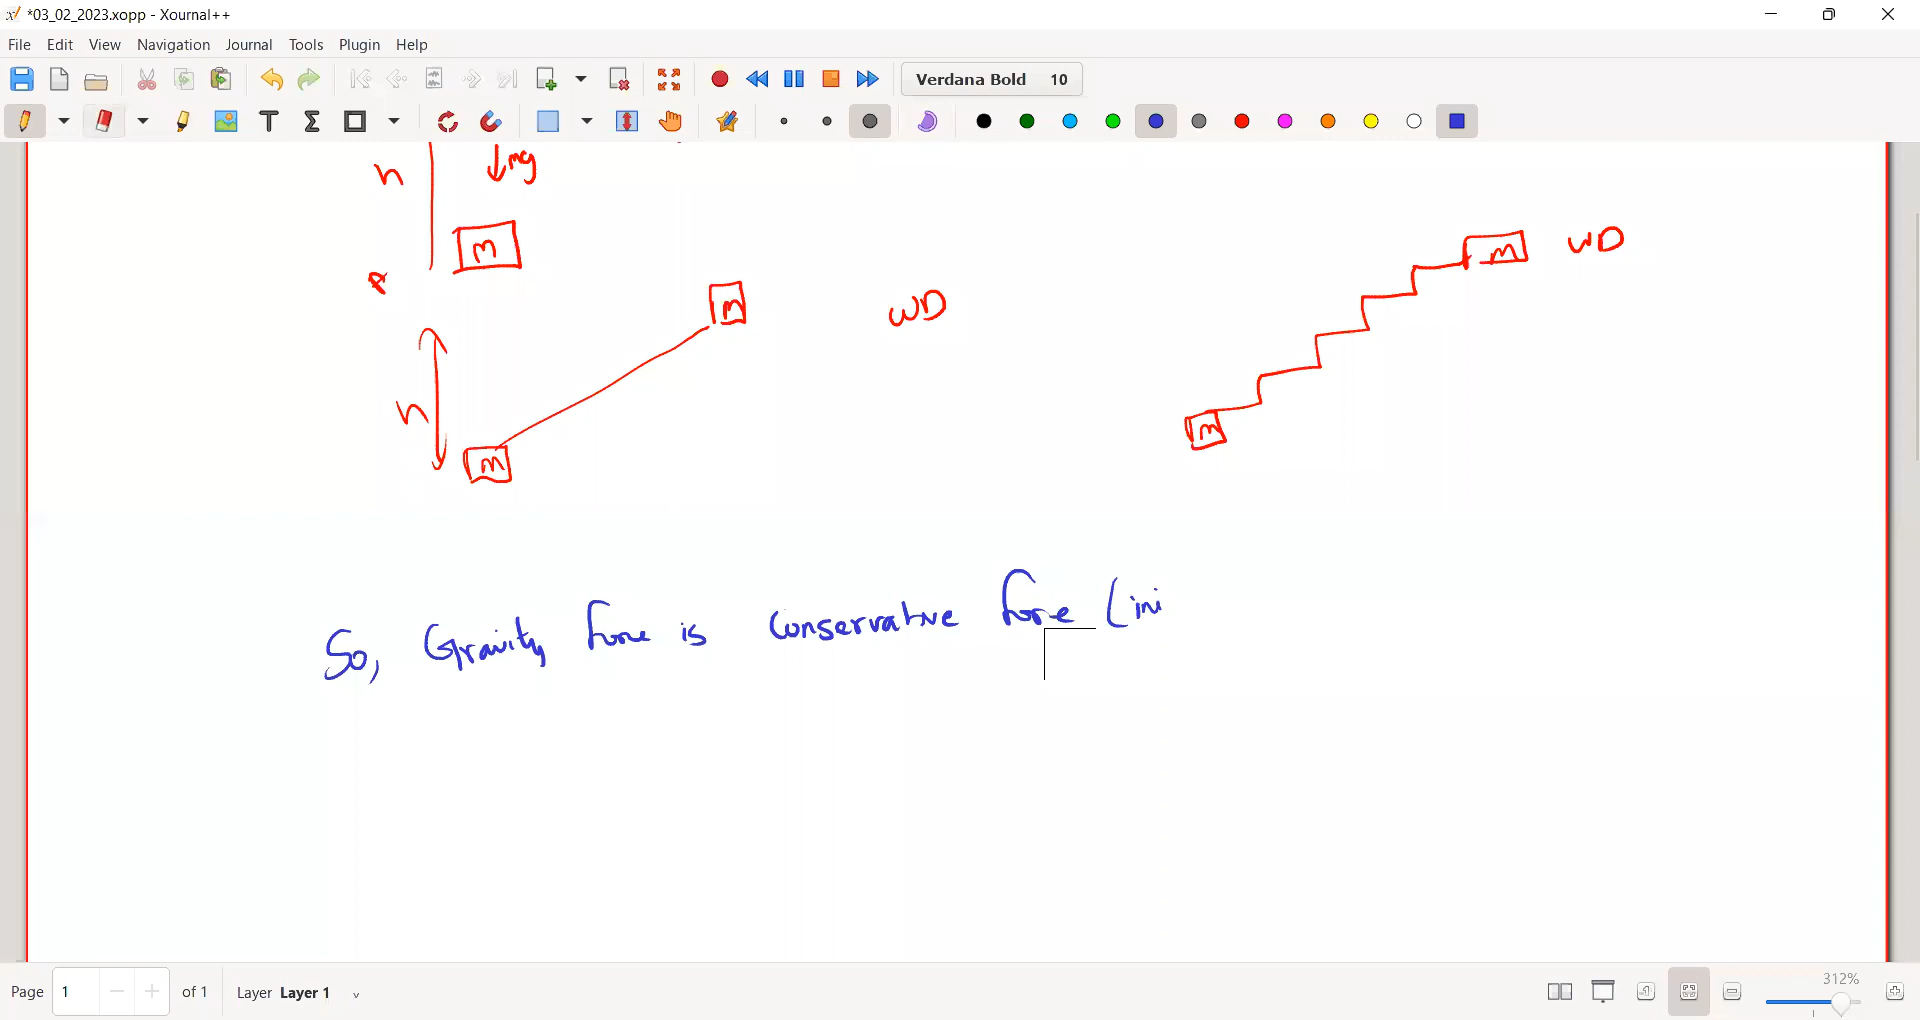 *03_02_2023.xopp - Xournal++
File Edit View Navigation Journal Tools Plugin Help
Verdana Bold 10
h
mg
m
A
m
WD
h
m
m
WD
m
So, Gravity force is conservative force (ini
Page 1 of 1 Layer Layer 1
312%